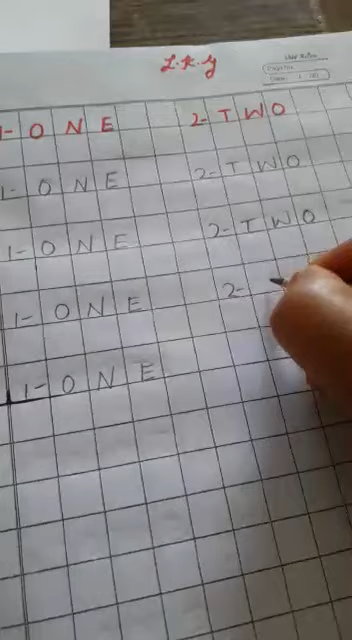 L.K.G
1- ONE 2- TWO
1- ONE 2- TWO
1- ONE 2- TWO
1- ONE 2-
1- ONE